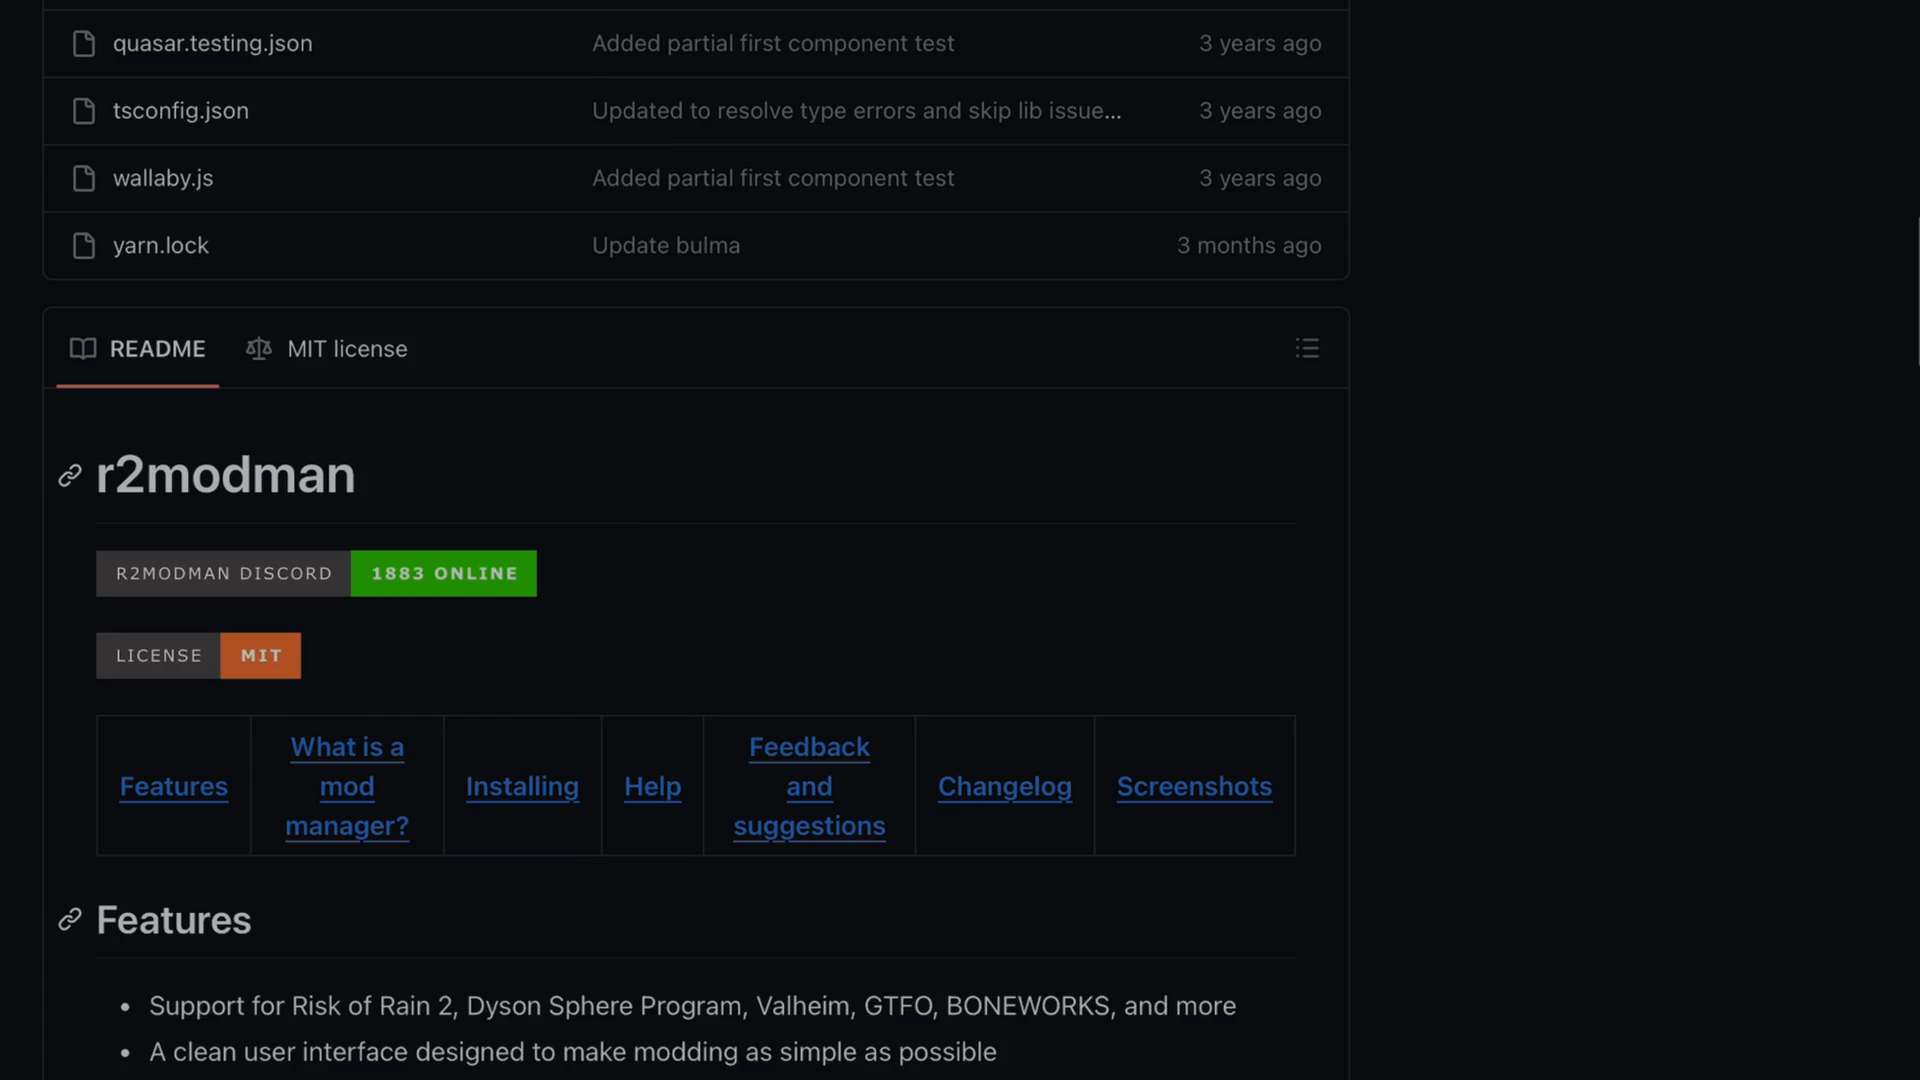 quasar.testing.json Added partial first component test 3 years ago
tsconfig.json Updated to resolve type errors and skip lib issue... 3 years ago
wallaby.js Added partial first component test 3 years ago
yarn.lock Update bulma 3 months ago
README MIT license
r2modman
R2MODMAN DISCORD 1883 ONLINE
LICENSE MIT
Features What is a mod manager? Installing Help Feedback and suggestions Changelog Screenshots
Features
• Support for Risk of Rain 2, Dyson Sphere Program, Valheim, GTFO, BONEWORKS, and more
• A clean user interface designed to make modding as simple as possible